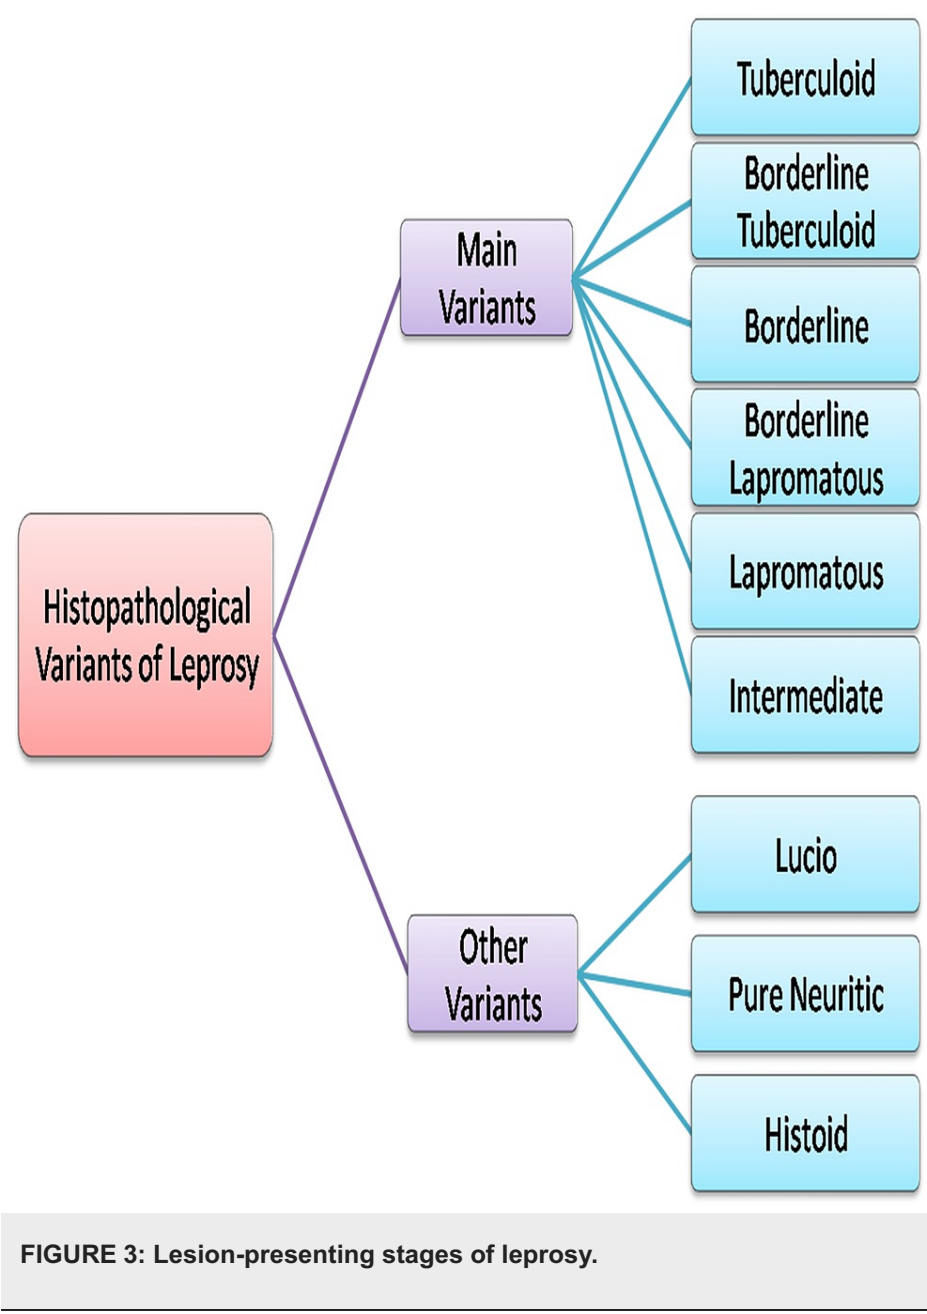 Histopathological
Variants of Leprosy
Main
Variants
Tuberculoid
Borderline
Tuberculoid
Borderline
Borderline
Lapromatous
Lapromatous
Intermediate
Other
Variants
Lucio
Pure Neuritic
Histoid
FIGURE 3: Lesion-presenting stages of leprosy.